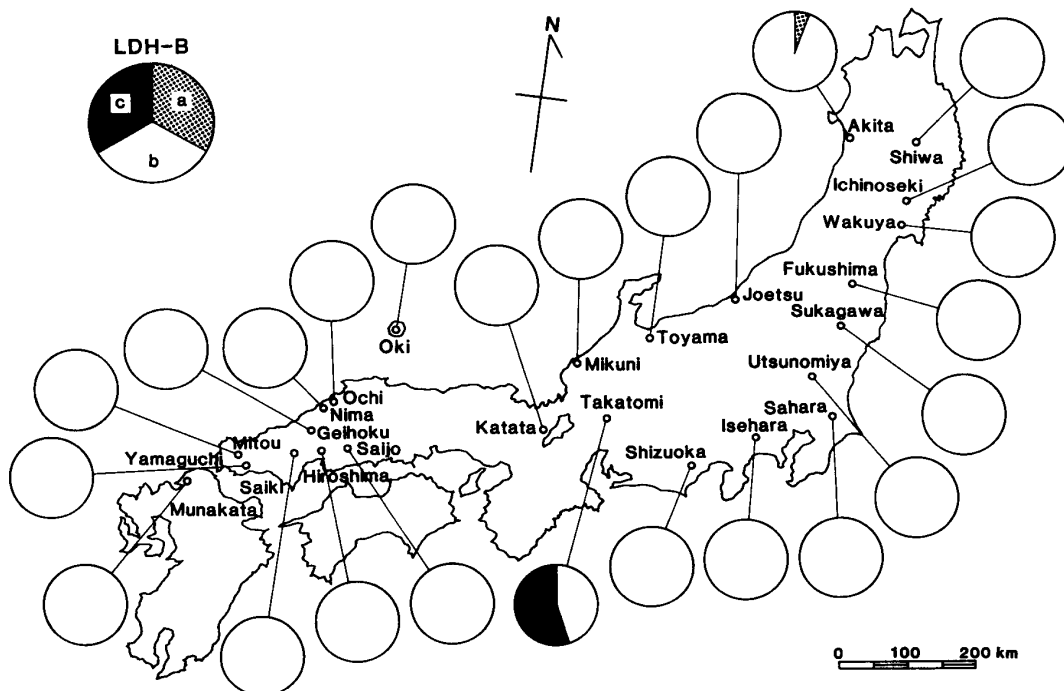 LDH-B
c
a
b
N
Akita
Shiwa
Ichinoseki
Wakuya
Fukushima
Sukagawa
Joetsu
Toyama
Oki
Mikuni
Utsunomiya
Ochi
Nima
Takatomi
Sahara
Isehara
Geihoku
Katata
Mitou
Saijo
Shizuoka
Yamaguchi
Hiroshima
Saiki
Munakata
0 100 200 km